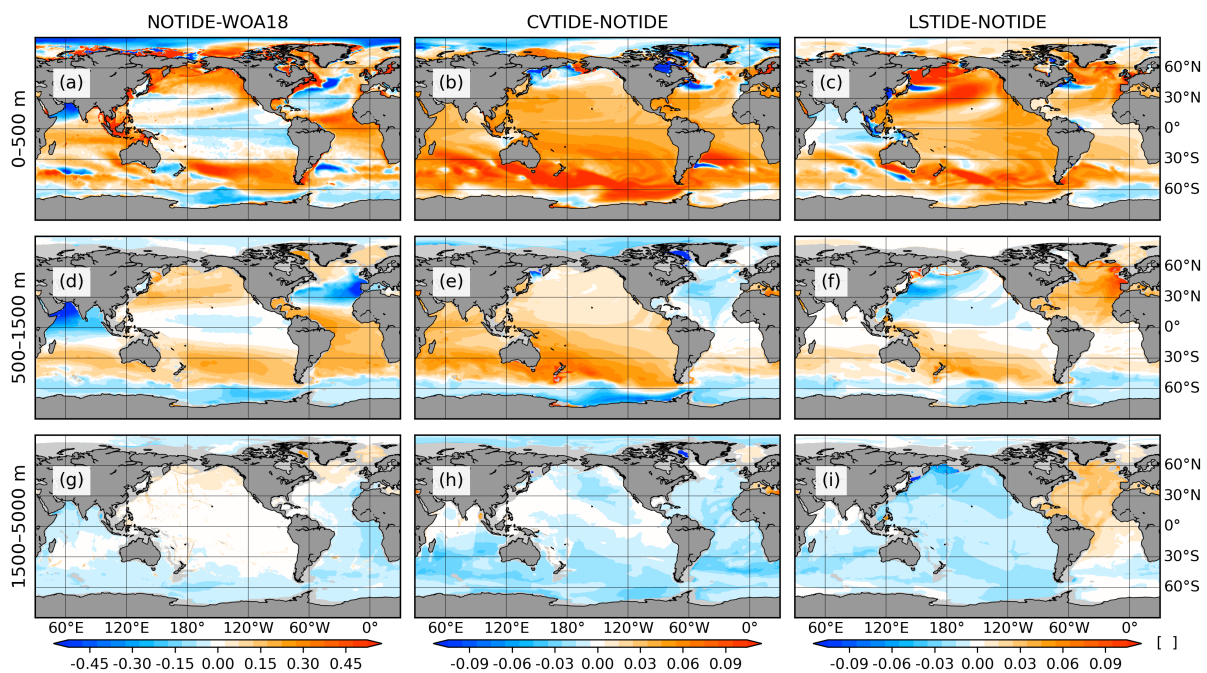 NOTIDE-WOA18 CVTIDE-NOTIDE LSTIDE-NOTIDE
0–500 m (a) (b) (c)
60°N
30°N
0°
30°S
60°S
500–1500 m (d) (e) (f)
60°N
30°N
0°
30°S
60°S
1500–5000 m (g) (h) (i)
60°N
30°N
0°
30°S
60°S
60°E 120°E 180° 120°W 60°W 0° 60°E 120°E 180° 120°W 60°W 0° 60°E 120°E 180° 120°W 60°W 0°
-0.45 -0.30 -0.15 0.00 0.15 0.30 0.45 -0.09 -0.06 -0.03 0.00 0.03 0.06 0.09 -0.09 -0.06 -0.03 0.00 0.03 0.06 0.09 [ ]